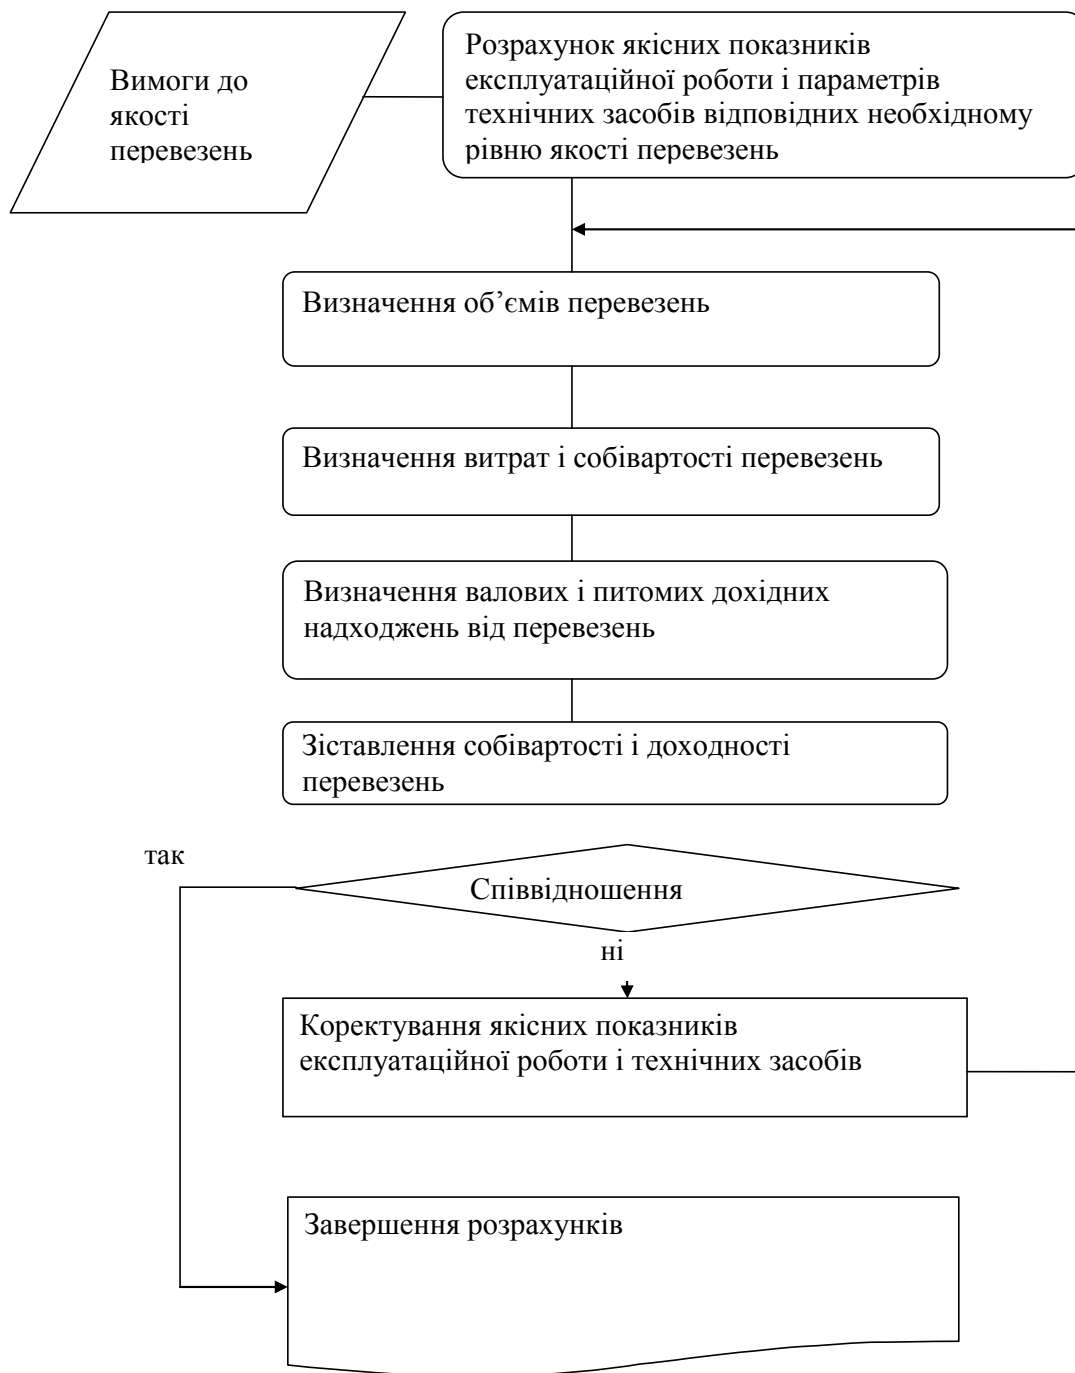 Вимоги до
якості
перевезень
Розрахунок якісних показників
експлуатаційної роботи і параметрів
технічних засобів відповідних необхідному
рівню якості перевезень
Визначення об’ємів перевезень
Визначення витрат і собівартості перевезень
Визначення валових і питомих дохідних
надходжень від перевезень
Зіставлення собівартості і доходності
перевезень
так
Співвідношення
ні
Коректування якісних показників
експлуатаційної роботи і технічних засобів
Завершення розрахунків